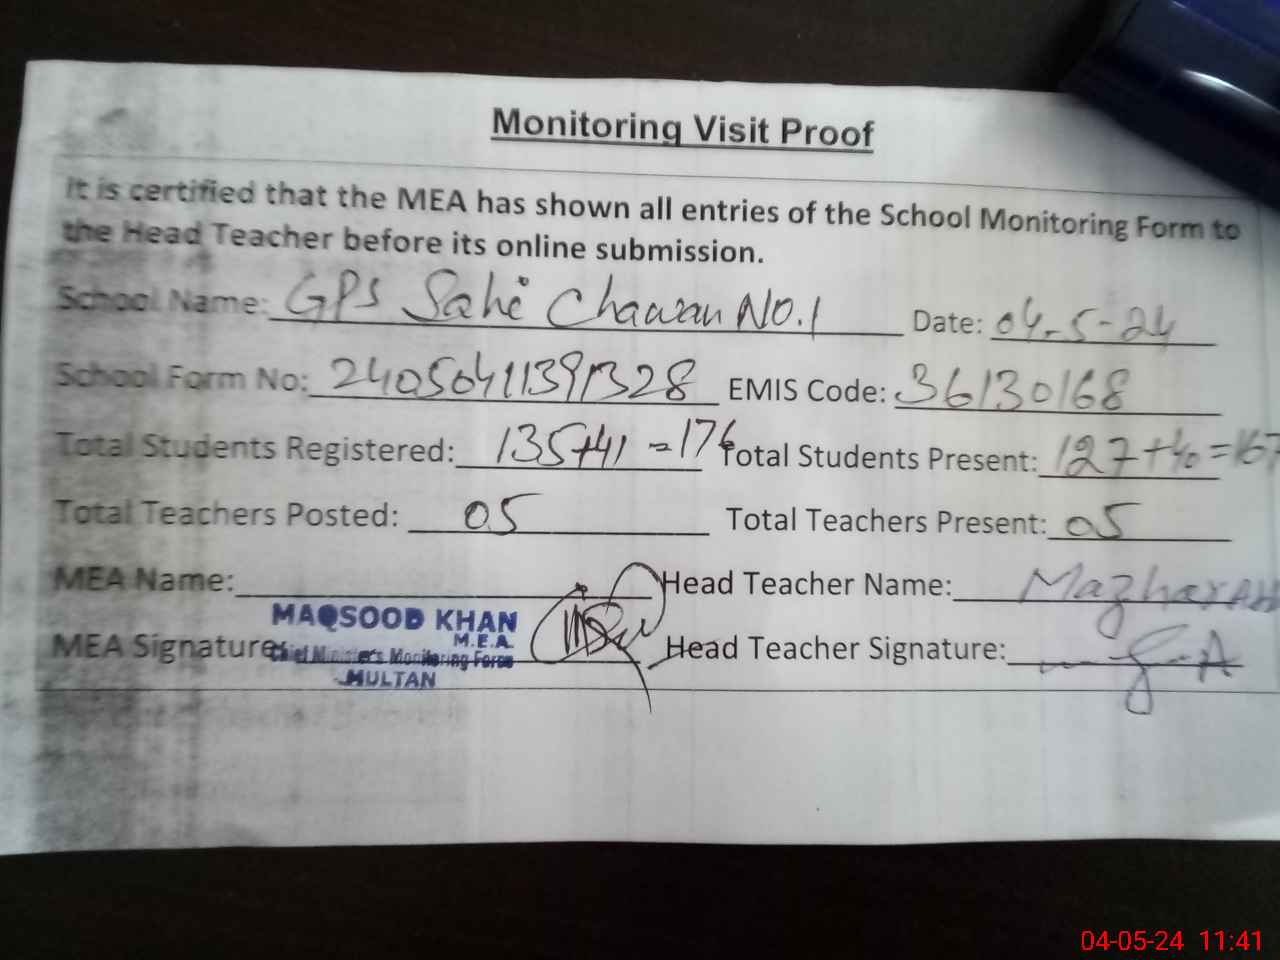 Monitoring Visit Proof
It is certified that the MEA has shown all entries of the School Monitoring Form to
the Head Teacher before its online submission.
School Name: GPS Sahi Chawan NO.1 Date: 04-5-24
School Form No: 24050411391328 EMIS Code: 36130168
Total Students Registered: 135+41=176 Total Students Present: 127+40=167
Total Teachers Posted: 05 Total Teachers Present: 05
MEA Name: Head Teacher Name: Mazhar
MAQSOOD KHAN
M.E.A.
MEA Signature: Head Teacher Signature:
Chief Minister's Monitoring Force
MULTAN
04-05-24 11:41